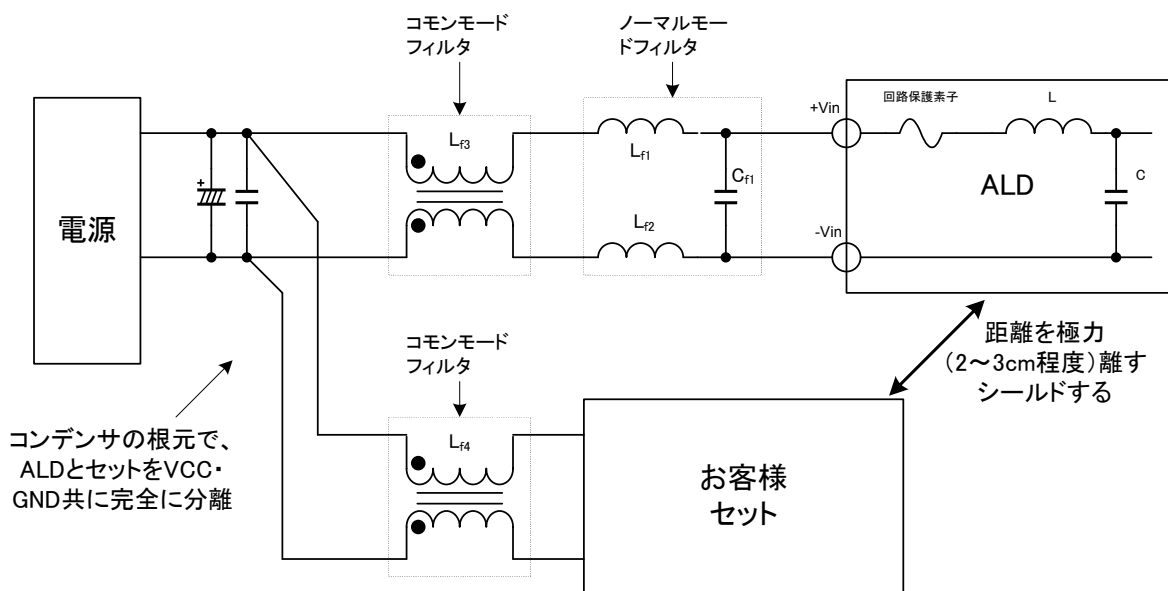 コモンモード
フィルタ
ノーマルモー
ドフィルタ
電源
+
Lf3
Lf1
Lf2
Cf1
+Vin
-Vin
回路保護素子
L
ALD
C
距離を極力
(2～3cm程度)離す
シールドする
コモンモード
フィルタ
Lf4
コンデンサの根元で、
ALDとセットをVCC・
GND共に完全に分離
お客様
セット